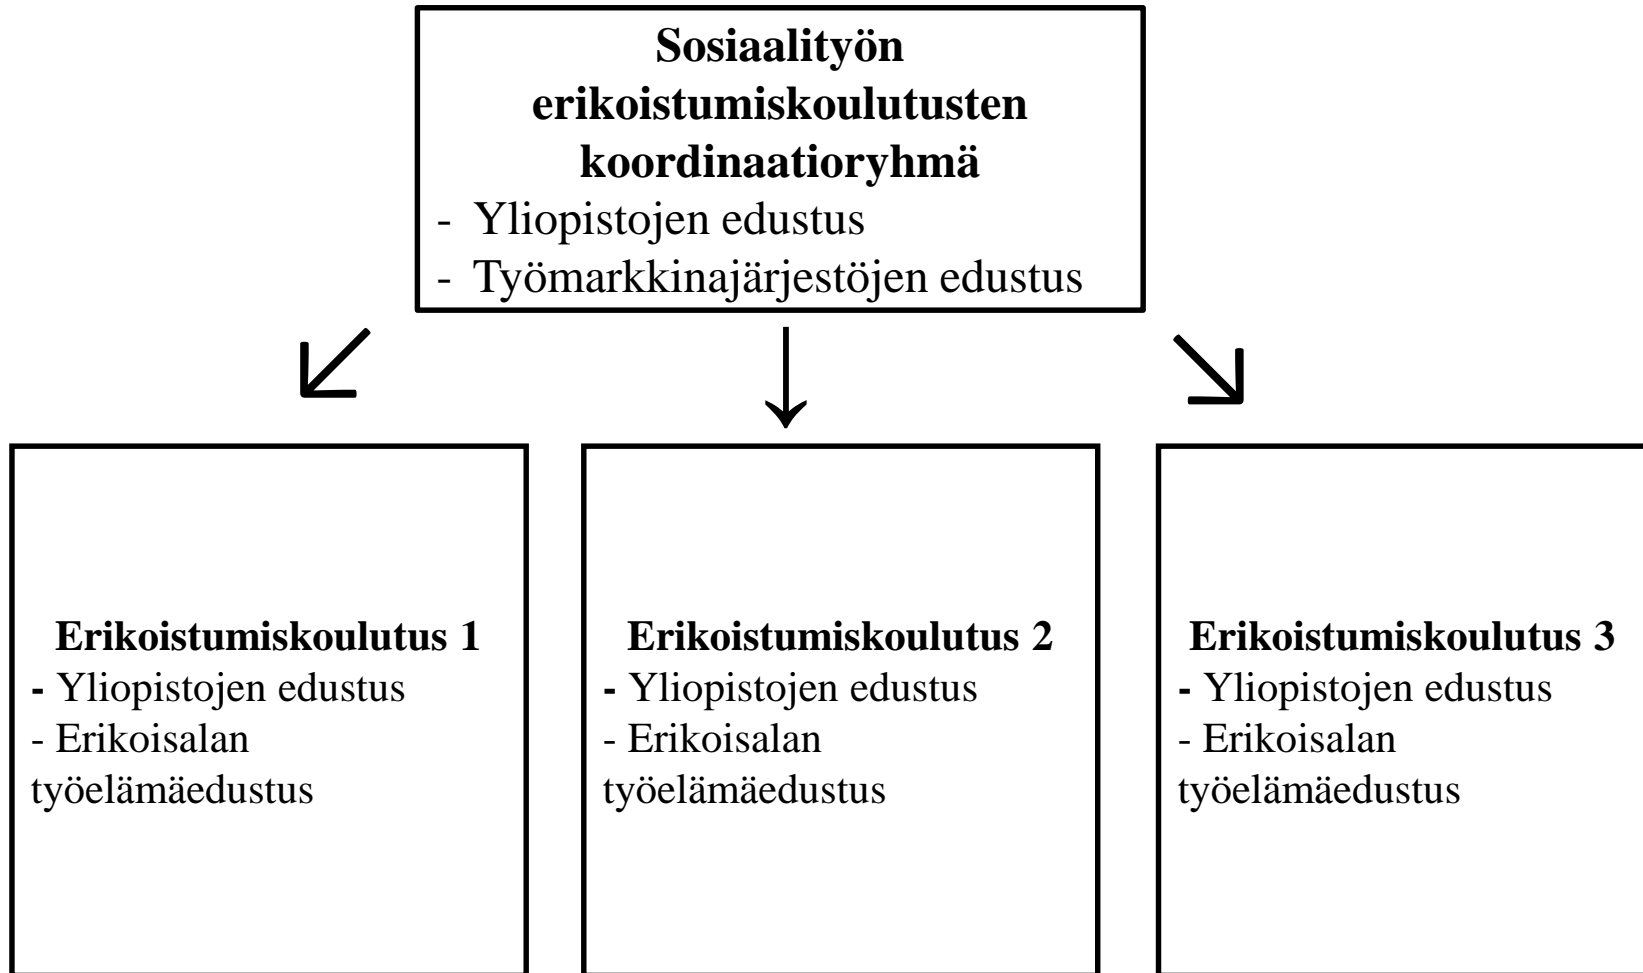 Sosiaalityön
erikoistumiskoulutusten
koordinaatioryhmä
- Yliopistojen edustus
- Työmarkkinajärjestöjen edustus
Erikoistumiskoulutus 1
- Yliopistojen edustus
- Erikoisalan
työelämäedustus
Erikoistumiskoulutus 2
- Yliopistojen edustus
- Erikoisalan
työelämäedustus
Erikoistumiskoulutus 3
- Yliopistojen edustus
- Erikoisalan
työelämäedustus